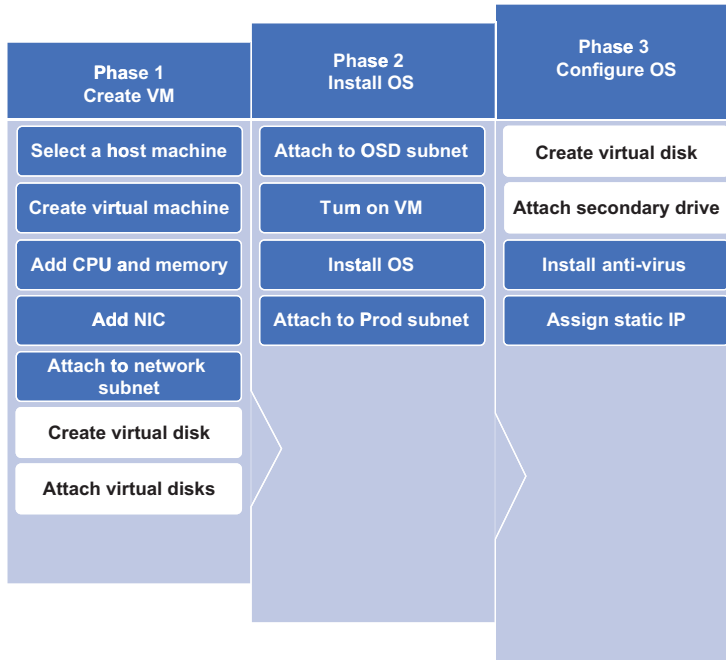 Phase 1
Create VM
Select a host machine
Create virtual machine
Add CPU and memory
Add NIC
Attach to network
subnet
Create virtual disk
Attach virtual disks
Phase 2
Install OS
Attach to OSD subnet
Turn on VM
Install OS
Attach to Prod subnet
Phase 3
Configure OS
Create virtual disk
Attach secondary drive
Install anti-virus
Assign static IP